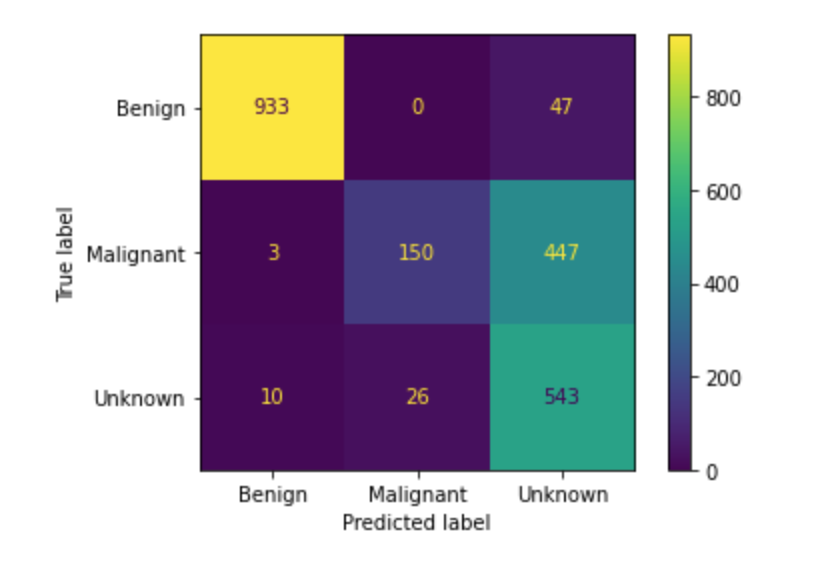 Benign
933 0 47
800
600
Malignant
3 150 447
400
True label
200
Unknown
10 26 543
0
Benign Malignant Unknown
Predicted label